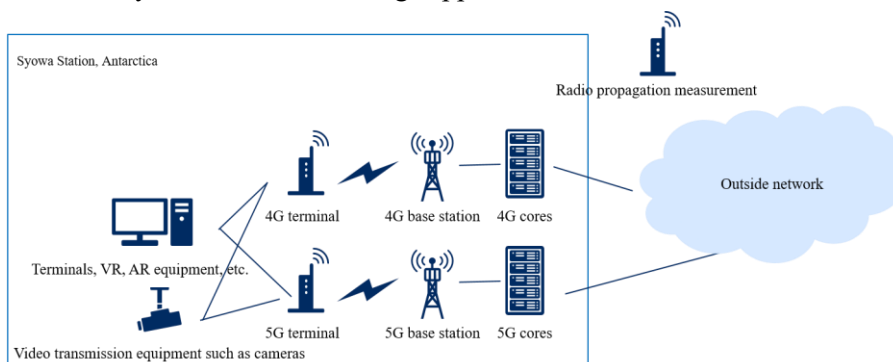 Syowa Station, Antarctica
Radio propagation measurement
Outside network
4G terminal
4G base station
4G cores
Terminals, VR, AR equipment, etc.
5G terminal
5G base station
5G cores
Video transmission equipment such as cameras